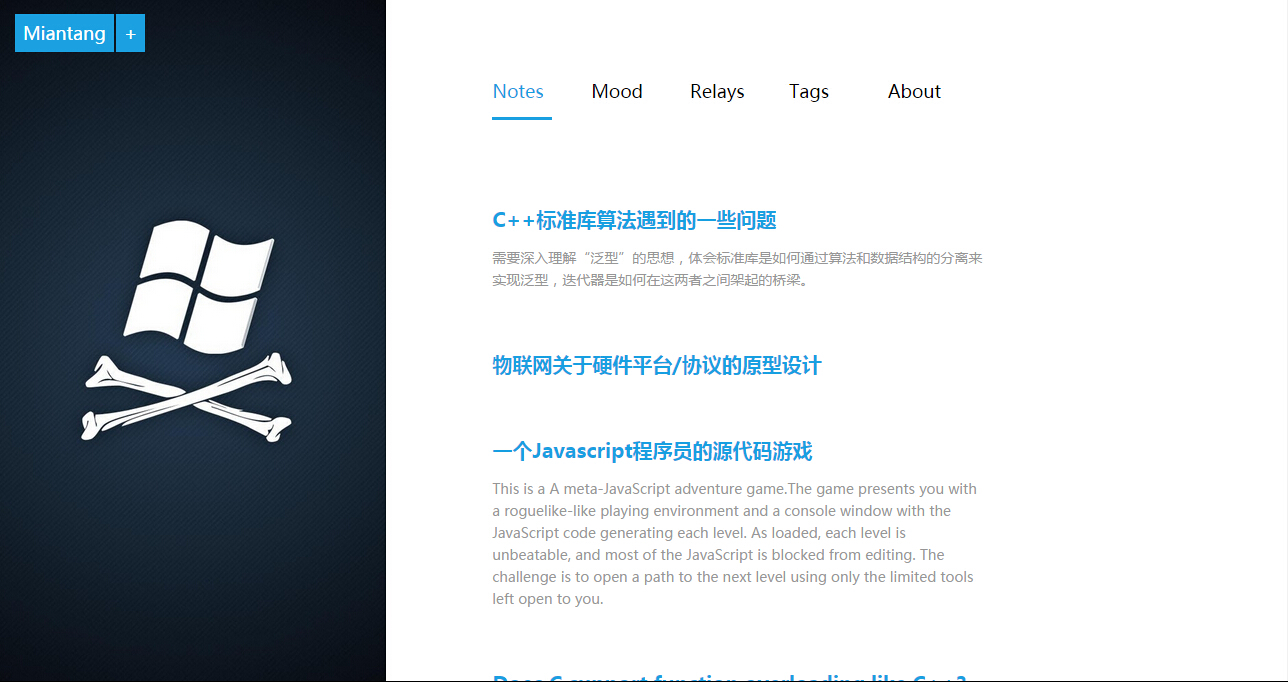 Miantang +
Notes Mood Relays Tags About
C++标准库算法遇到的一些问题
需要深入理解“泛型”的思想，体会标准库是如何通过算法和数据结构的分离来
实现泛型，迭代器是如何在这两者之间架起的桥梁。
物联网关于硬件平台/协议的原型设计
一个Javascript程序员的源代码游戏
This is a A meta-JavaScript adventure game.The game presents you with
a roguelike-like playing environment and a console window with the
JavaScript code generating each level. As loaded, each level is
unbeatable, and most of the JavaScript is blocked from editing. The
challenge is to open a path to the next level using only the limited tools
left open to you.
Does C support function overloading like C++?